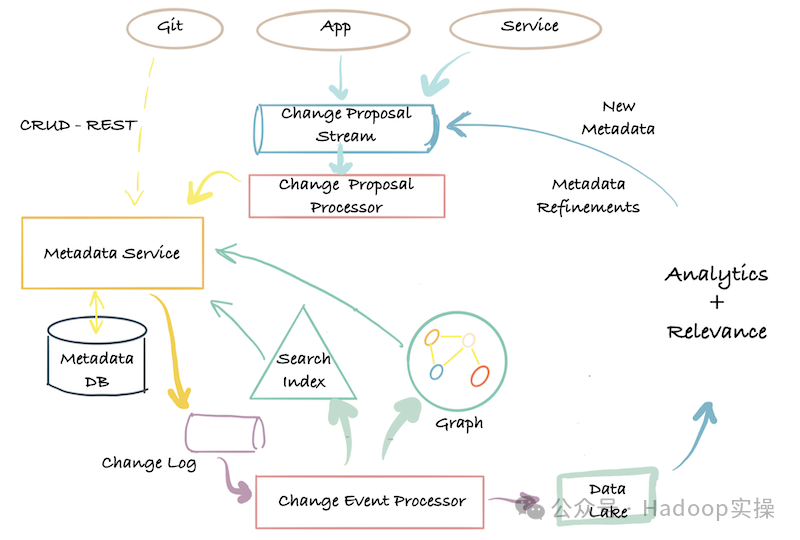 Git
App
Service
CRUD - REST
Change Proposal
Stream
New
Metadata
Change Proposal
Processor
Metadata
Refinements
Metadata Service
Analytics
+
Relevance
Metadata
DB
Search
Index
Graph
Change Log
Change Event Processor
Data
Lake
公众号 · Hadoop实操